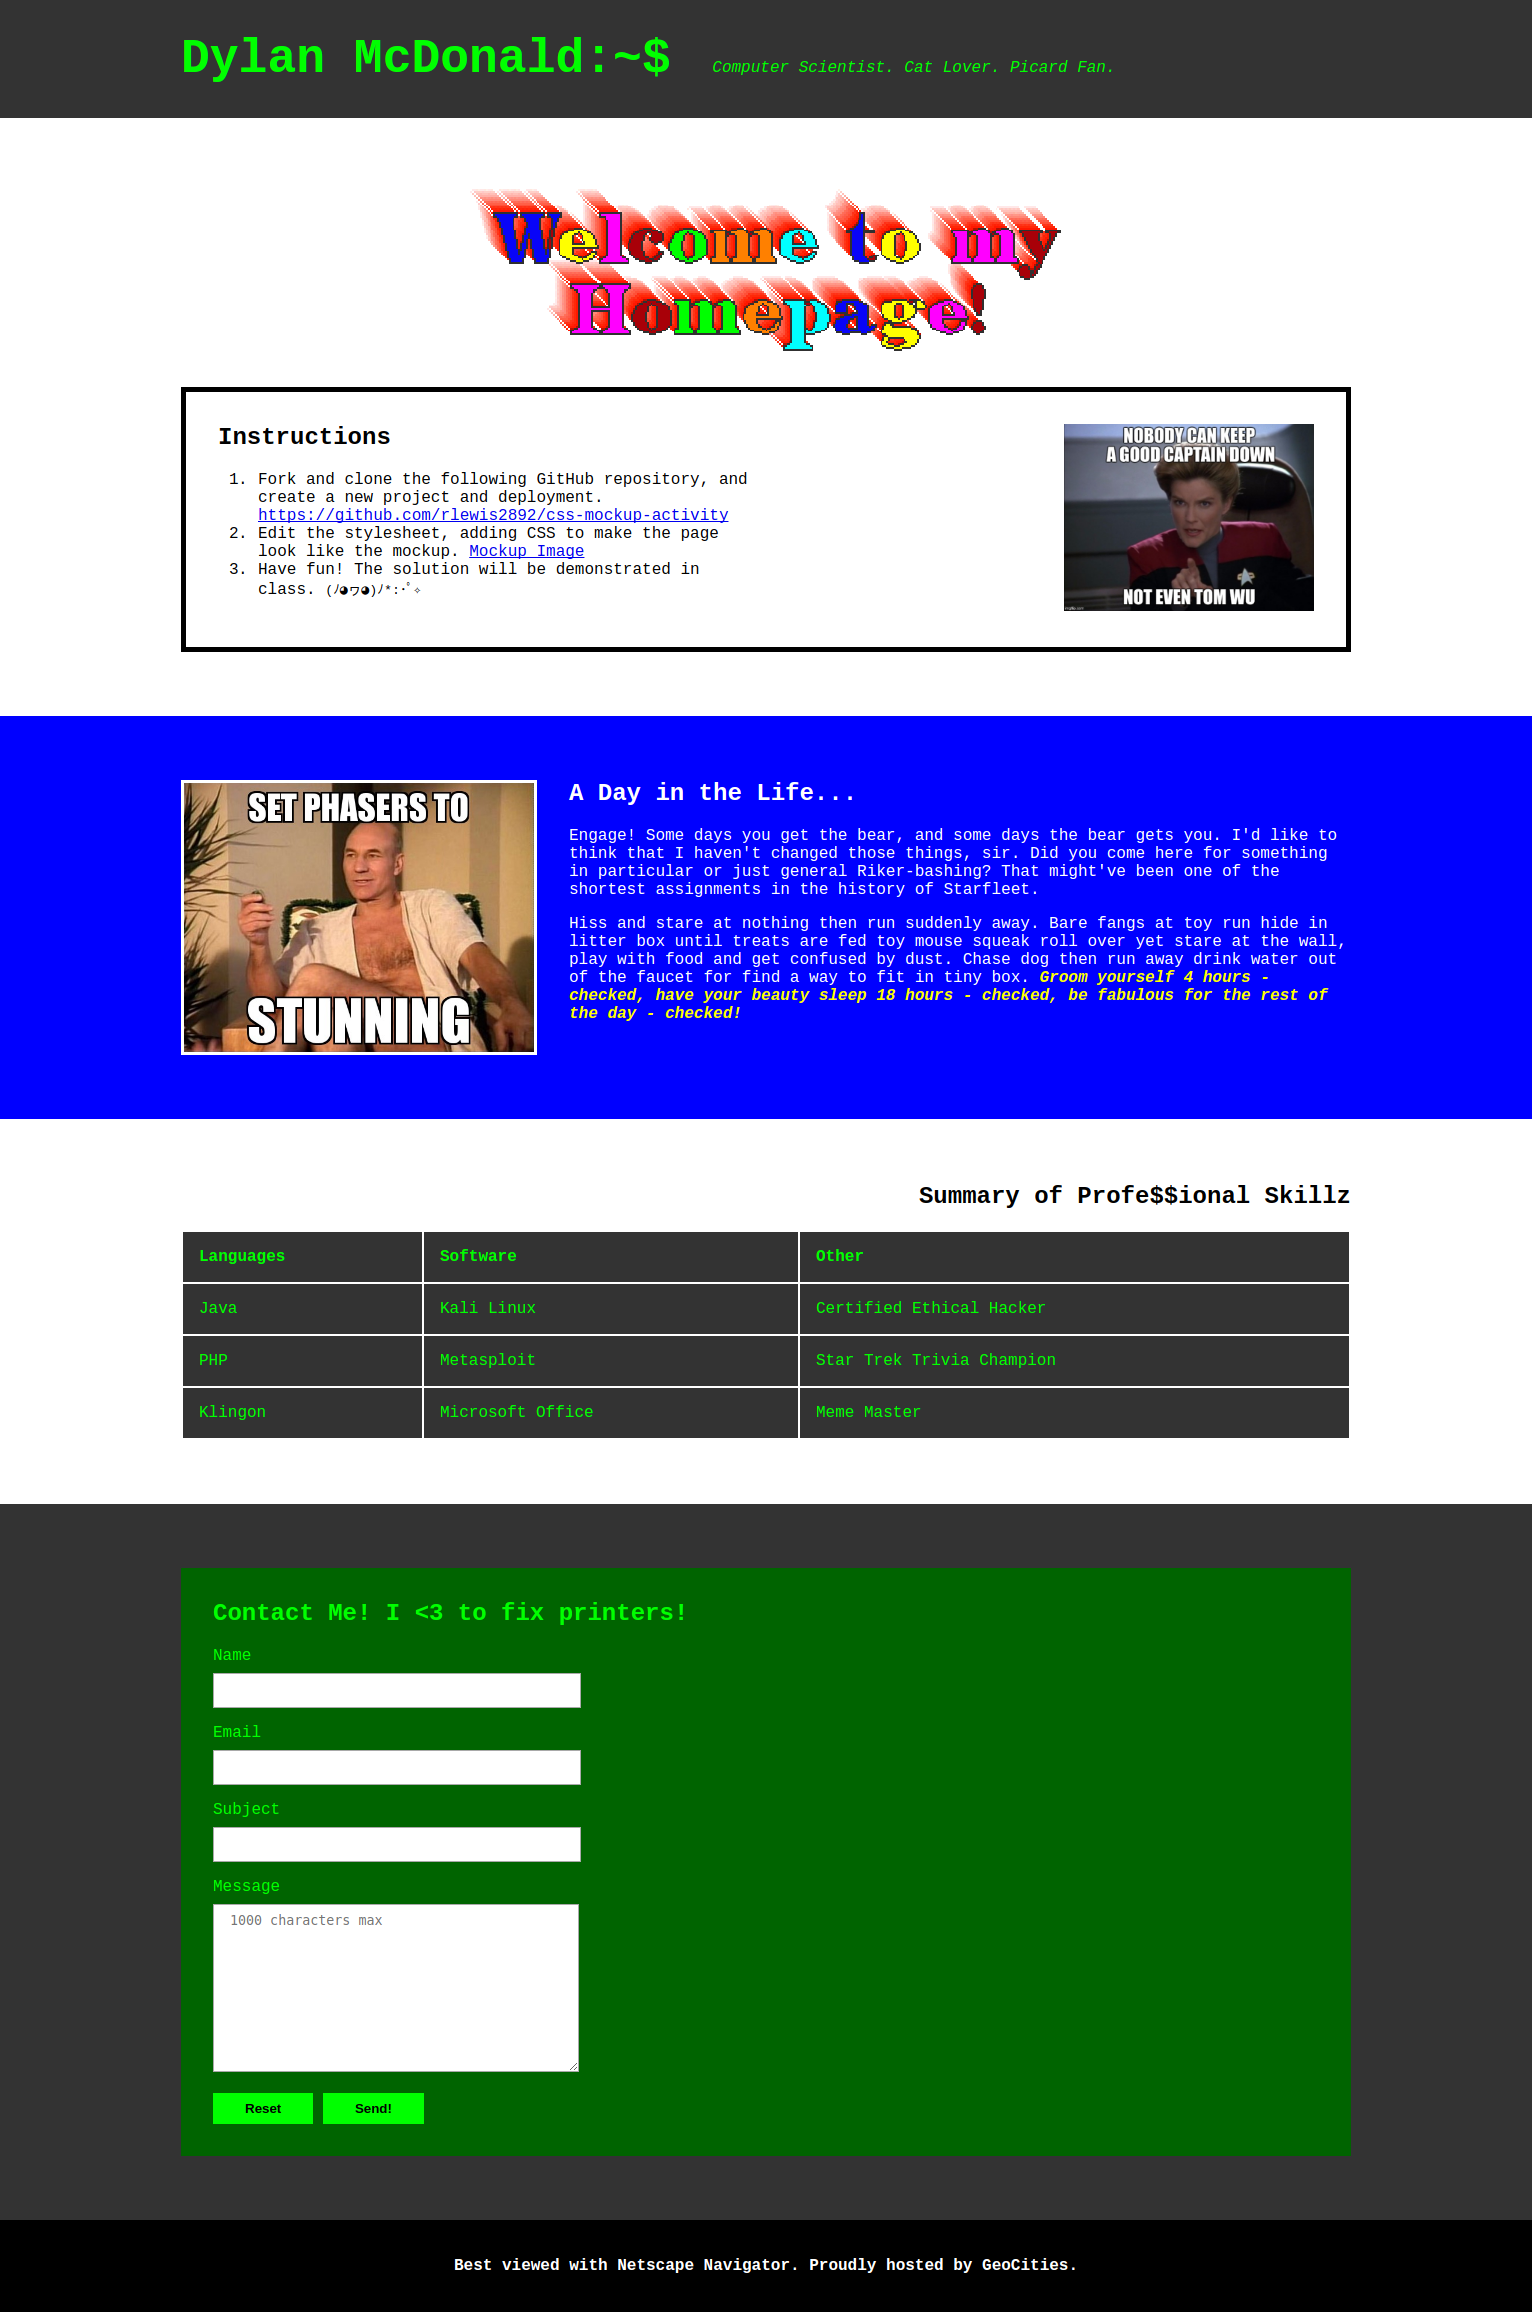 Dylan McDonald:~$ Computer Scientist. Cat Lover. Picard Fan.
Welcome to my
Homepage!
Instructions
1. Fork and clone the following GitHub repository, and
create a new project and deployment.
https://github.com/rlewis2892/css-mockup-activity
2. Edit the stylesheet, adding CSS to make the page
look like the mockup. Mockup Image
3. Have fun! The solution will be demonstrated in
class. (ﾉ◕ヮ◕)ﾉ*:･ﾟ✧
NOBODY CAN KEEP
A GOOD CAPTAIN DOWN
NOT EVEN TOM WU
imgflip.com
SET PHASERS TO
STUNNING
A Day in the Life...
Engage! Some days you get the bear, and some days the bear gets you. I'd like to
think that I haven't changed those things, sir. Did you come here for something
in particular or just general Riker-bashing? That might've been one of the
shortest assignments in the history of Starfleet.
Hiss and stare at nothing then run suddenly away. Bare fangs at toy run hide in
litter box until treats are fed toy mouse squeak roll over yet stare at the wall,
play with food and get confused by dust. Chase dog then run away drink water out
of the faucet for find a way to fit in tiny box. Groom yourself 4 hours -
checked, have your beauty sleep 18 hours - checked, be fabulous for the rest of
the day - checked!
Summary of Profe$$ional Skillz
Languages Software Other
Java Kali Linux Certified Ethical Hacker
PHP Metasploit Star Trek Trivia Champion
Klingon Microsoft Office Meme Master
Contact Me! I <3 to fix printers!
Name
Email
Subject
Message
1000 characters max
Reset Send!
Best viewed with Netscape Navigator. Proudly hosted by GeoCities.